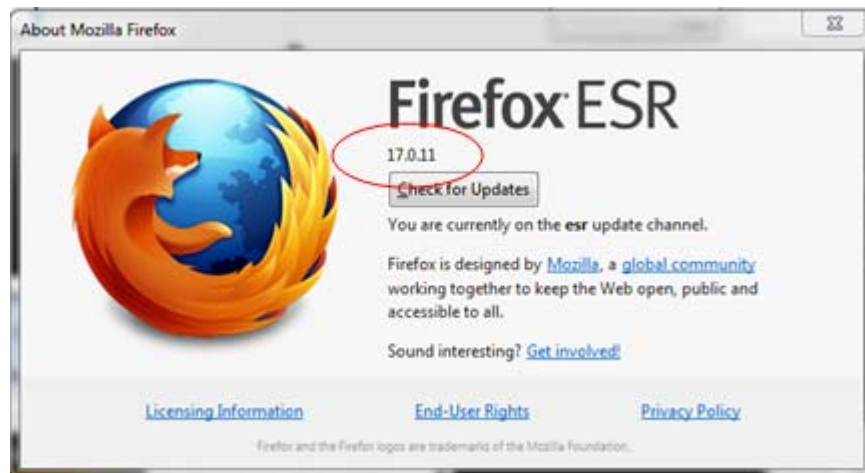 About Mozilla Firefox
Firefox ESR
17.0.11
Check for Updates
You are currently on the esr update channel.
Firefox is designed by Mozilla, a global community
working together to keep the Web open, public and
accessible to all.
Sound interesting? Get involved!
Licensing Information End-User Rights Privacy Policy
Firefox and the Firefox logos are trademarks of the Mozilla Foundation.